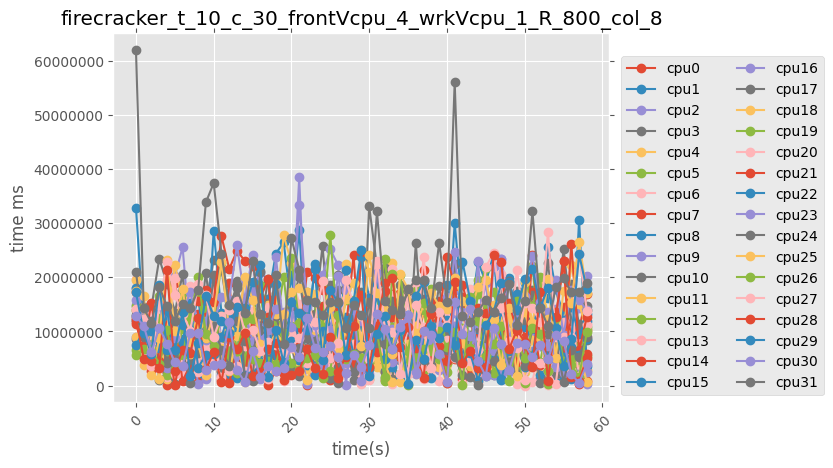 firecracker_t_10_c_30_frontVcpu_4_wrkVcpu_1_R_800_col_8
60000000
50000000
40000000
30000000
20000000
10000000
0
time ms
0
10
20
30
40
50
60
time(s)
cpu0
cpu1
cpu2
cpu3
cpu4
cpu5
cpu6
cpu7
cpu8
cpu9
cpu10
cpu11
cpu12
cpu13
cpu14
cpu15
cpu16
cpu17
cpu18
cpu19
cpu20
cpu21
cpu22
cpu23
cpu24
cpu25
cpu26
cpu27
cpu28
cpu29
cpu30
cpu31